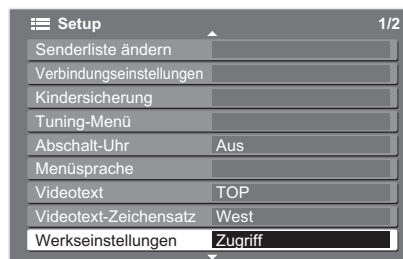 Setup 1/2
Senderliste ändern
Verbindungseinstellungen
Kindersicherung
Tuning-Menü
Abschalt-Uhr Aus
Menüsprache
Videotext TOP
Videotext-Zeichensatz West
Werkseinstellungen Zugriff